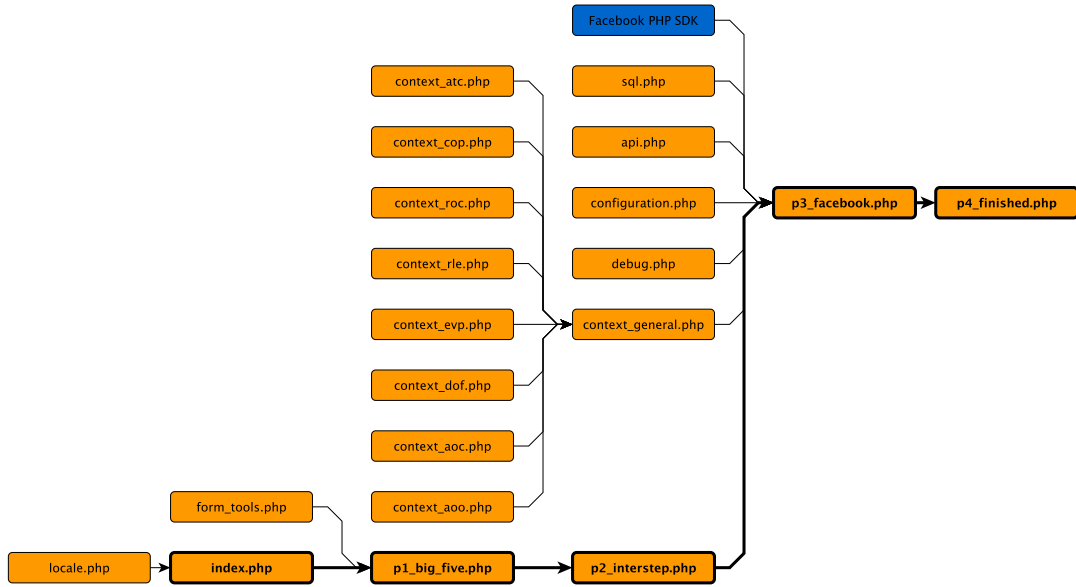 Facebook PHP SDK
context_atc.php
sql.php
context_cop.php
api.php
context_roc.php
configuration.php
p3_facebook.php
p4_finished.php
context_rle.php
debug.php
context_evp.php
context_general.php
context_dof.php
context_aoc.php
form_tools.php
context_aoo.php
locale.php
index.php
p1_big_five.php
p2_interstep.php